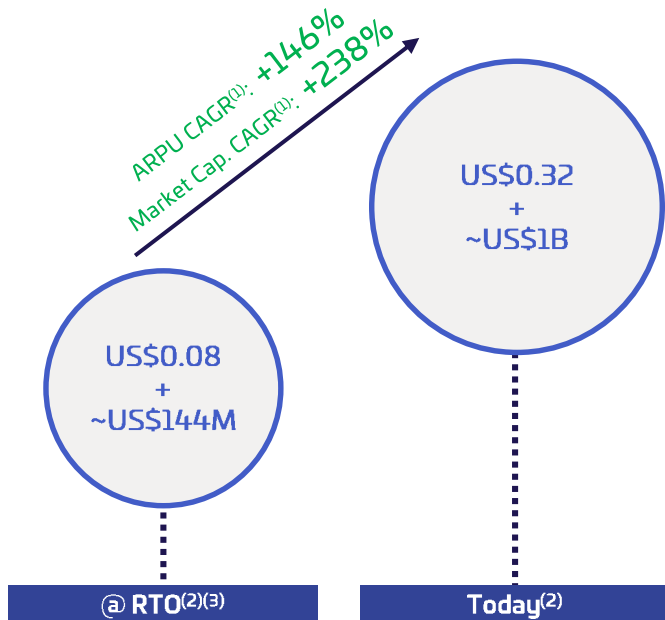 ARPU CAGR(1): +146%
Market Cap. CAGR(1): +238%
US$0.32
+
~US$1B
US$0.08
+
~US$144M
@ RTO(2)(3)
Today(2)